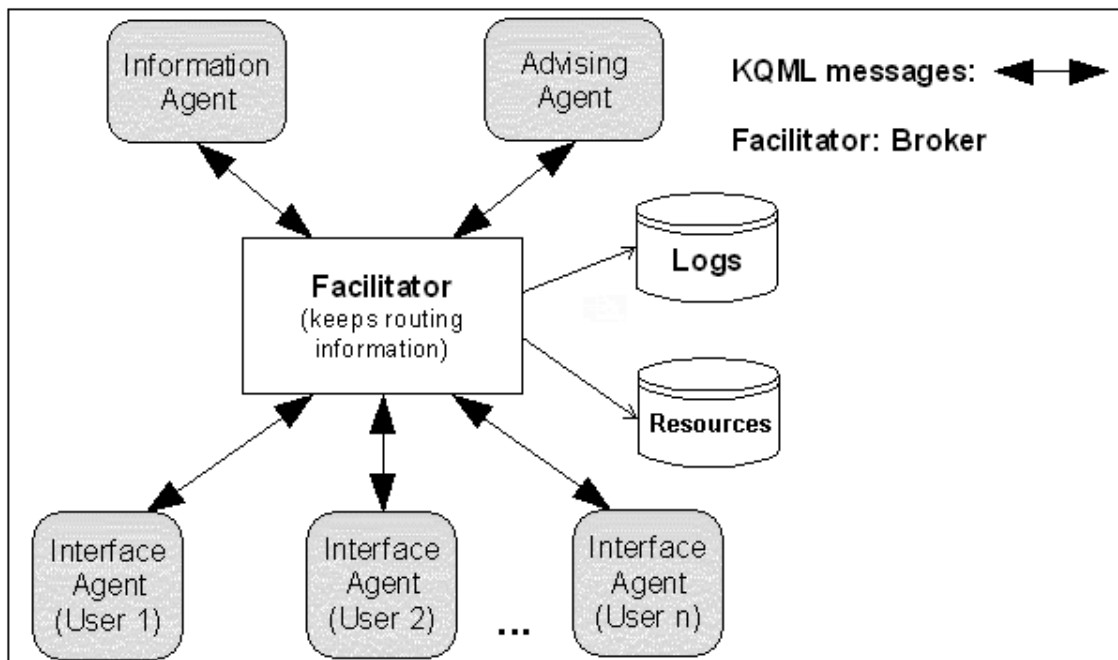 Information
Agent
Advising
Agent
KQML messages:
Facilitator: Broker
Logs
Facilitator
(keeps routing
information)
Resources
Interface
Agent
(User 1)
Interface
Agent
(User 2)
...
Interface
Agent
(User n)